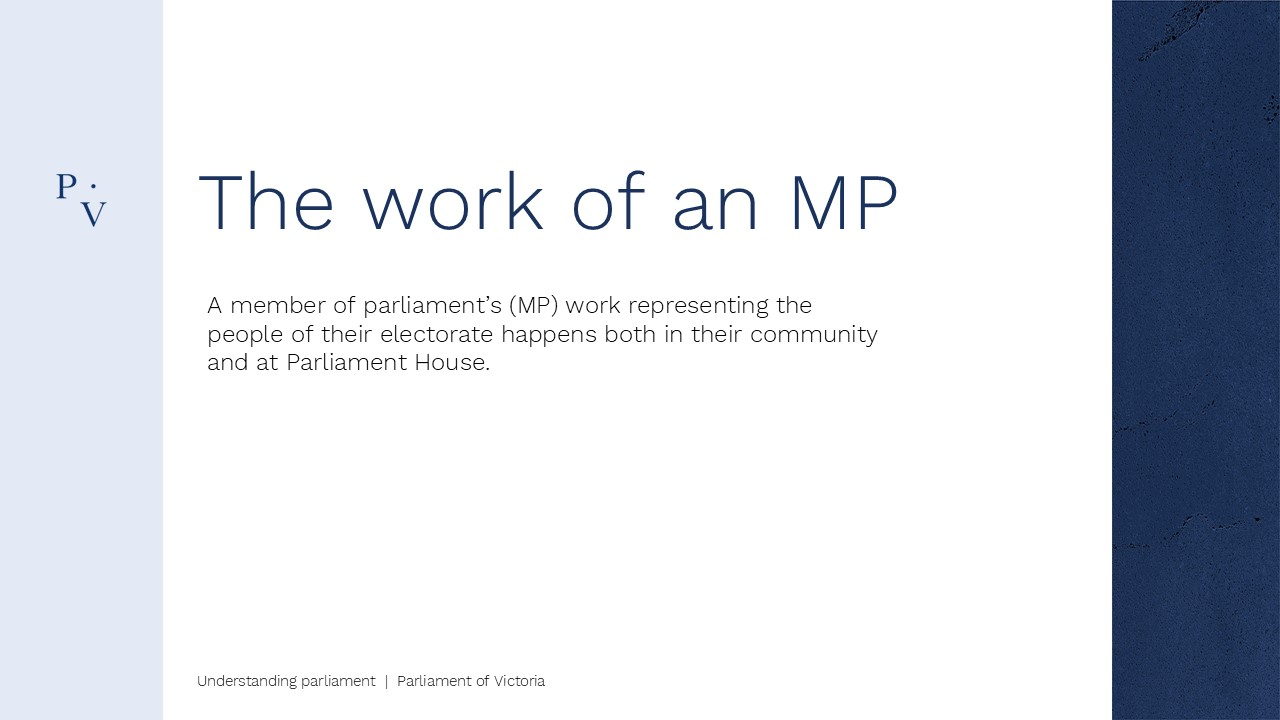 P ·
V
The work of an MP
A member of parliament’s (MP) work representing the
people of their electorate happens both in their community
and at Parliament House.
Understanding parliament | Parliament of Victoria